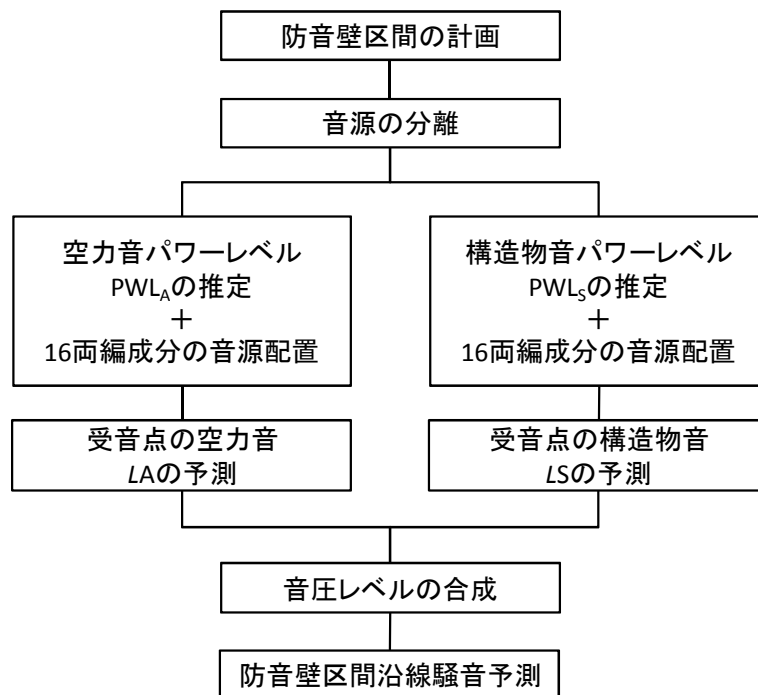 防音壁区間の計画
音源の分離
空力音パワーレベル
PWLAの推定
＋
16両編成分の音源配置
構造物音パワーレベル
PWLSの推定
＋
16両編成分の音源配置
受音点の空力音
LAの予測
受音点の構造物音
LSの予測
音圧レベルの合成
防音壁区間沿線騒音予測